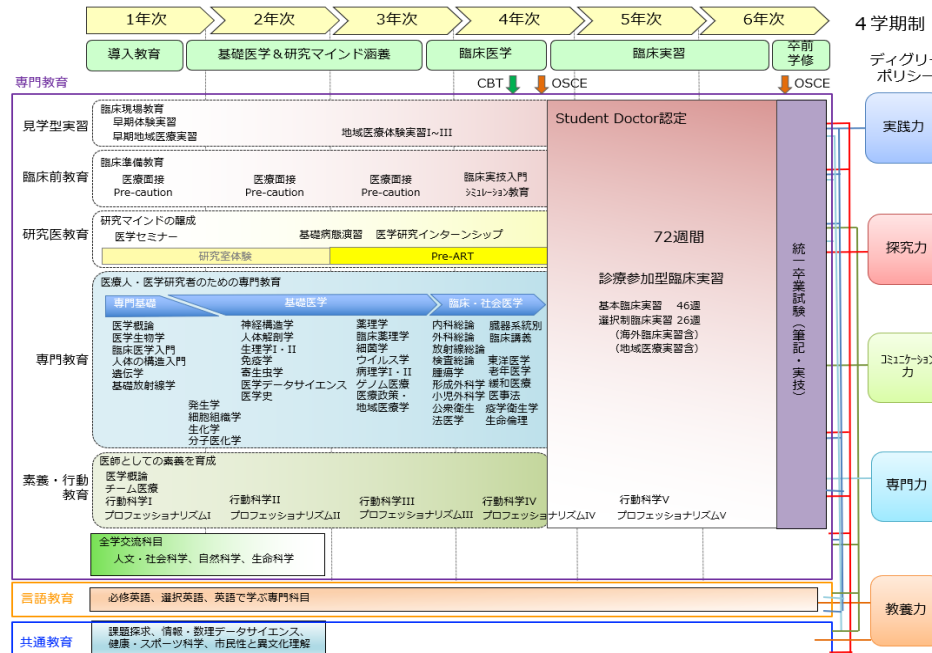 1年次
2年次
3年次
4年次
5年次
6年次
4学期制
導入教育
基礎医学&研究マインド涵養
臨床医学
臨床実習
卒前
学修
ディグリー
ポリシー
専門教育
CBT
OSCE
OSCE
見学型実習
臨床現場教育
早期体験実習
早期地域医療実習
地域医療体験実習I~III
臨床前教育
臨床準備教育
医療面接
Pre-caution
医療面接
Pre-caution
医療面接
Pre-caution
臨床実技入門
シミュレーション教育
研究医教育
研究マインドの醸成
医学セミナー
基礎病態演習
医学研究インターンシップ
研究室体験
Pre-ART
専門教育
医療人・医学研究者のための専門教育
専門基礎
基礎医学
臨床・社会医学
医学概論
医学生物学
臨床医学入門
人体の構造入門
遺伝学
基礎放射線学
発生学
細胞組織学
生化学
分子医化学
神経構造学
人体解剖学
生理学I・II
免疫学
寄生虫学
医学データサイエンス
医学史
薬理学
臨床薬理学
細菌学
ウイルス学
病理学I・II
ゲノム医療
医療政策・
地域医療学
内科総論 臓器系統別
外科総論 臨床講義
放射線総論
検査総論 東洋医学
腫瘍学 老年医学
形成外科学 緩和医療
小児外科学 医事法
公衆衛生 疫学衛生学
法医学 生命倫理
素養・行動
教育
医師としての素養を育成
医学概論
チーム医療
行動科学I
プロフェッショナリズムI
行動科学II
プロフェッショナリズムII
行動科学III
プロフェッショナリズムIII
行動科学IV
プロフェッショナリズムIV
行動科学V
プロフェッショナリズムV
Student Doctor認定
72週間
診療参加型臨床実習
基本臨床実習 46週
選択制臨床実習 26週
(海外臨床実習含)
(地域医療実習含)
統一卒業試験(筆記・実技)
全学交流科目
人文・社会科学、自然科学、生命科学
言語教育
必修英語、選択英語、英語で学ぶ専門科目
共通教育
課題探求、情報・数理データサイエンス、
健康・スポーツ科学、市民性と異文化理解
実践力
探究力
コミュニケーション
力
専門力
教養力